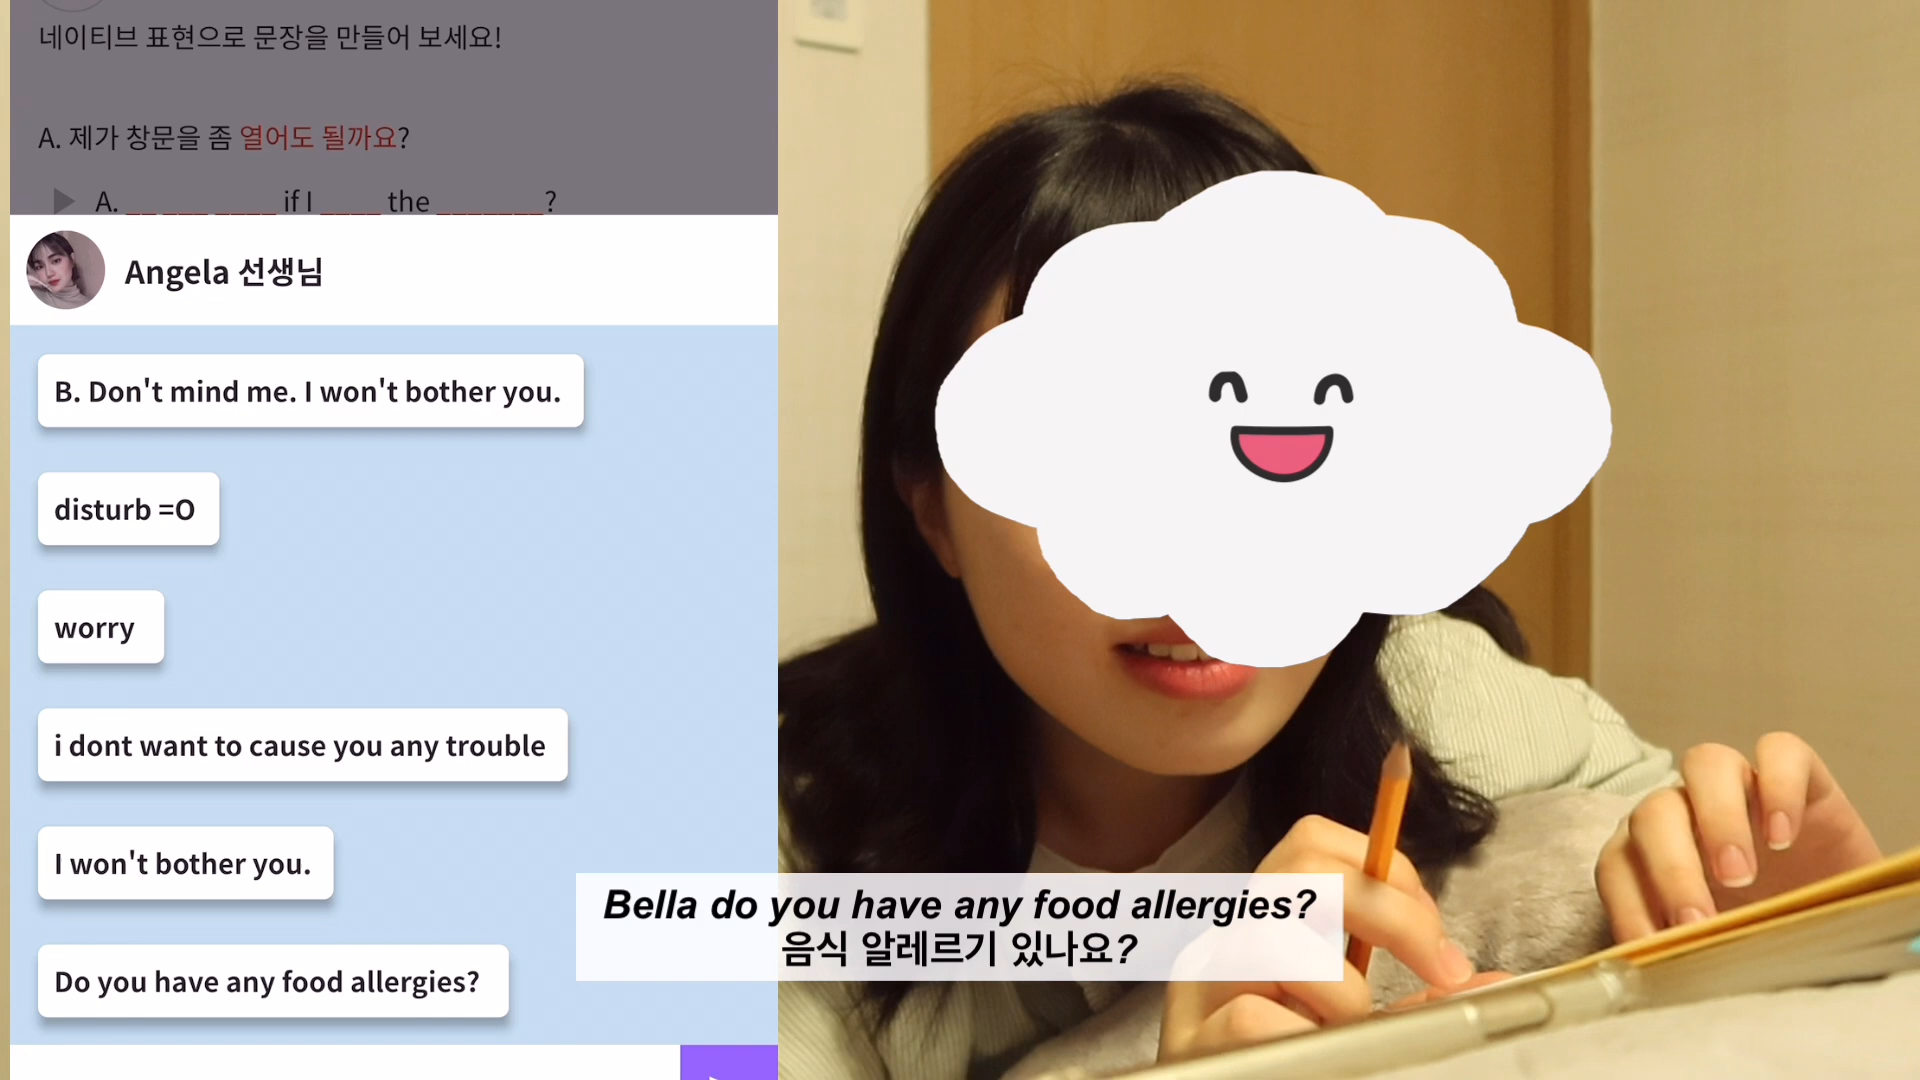 네이티브 표현으로 문장을 만들어 보세요!
A. 제가 창문을 좀 열어도 될까요?
A. __ ___ ____ if I ____ the _______?
Angela 선생님
B. Don't mind me. I won't bother you.
disturb =O
worry
i dont want to cause you any trouble
I won't bother you.
Do you have any food allergies?
Bella do you have any food allergies?
음식 알레르기 있나요?